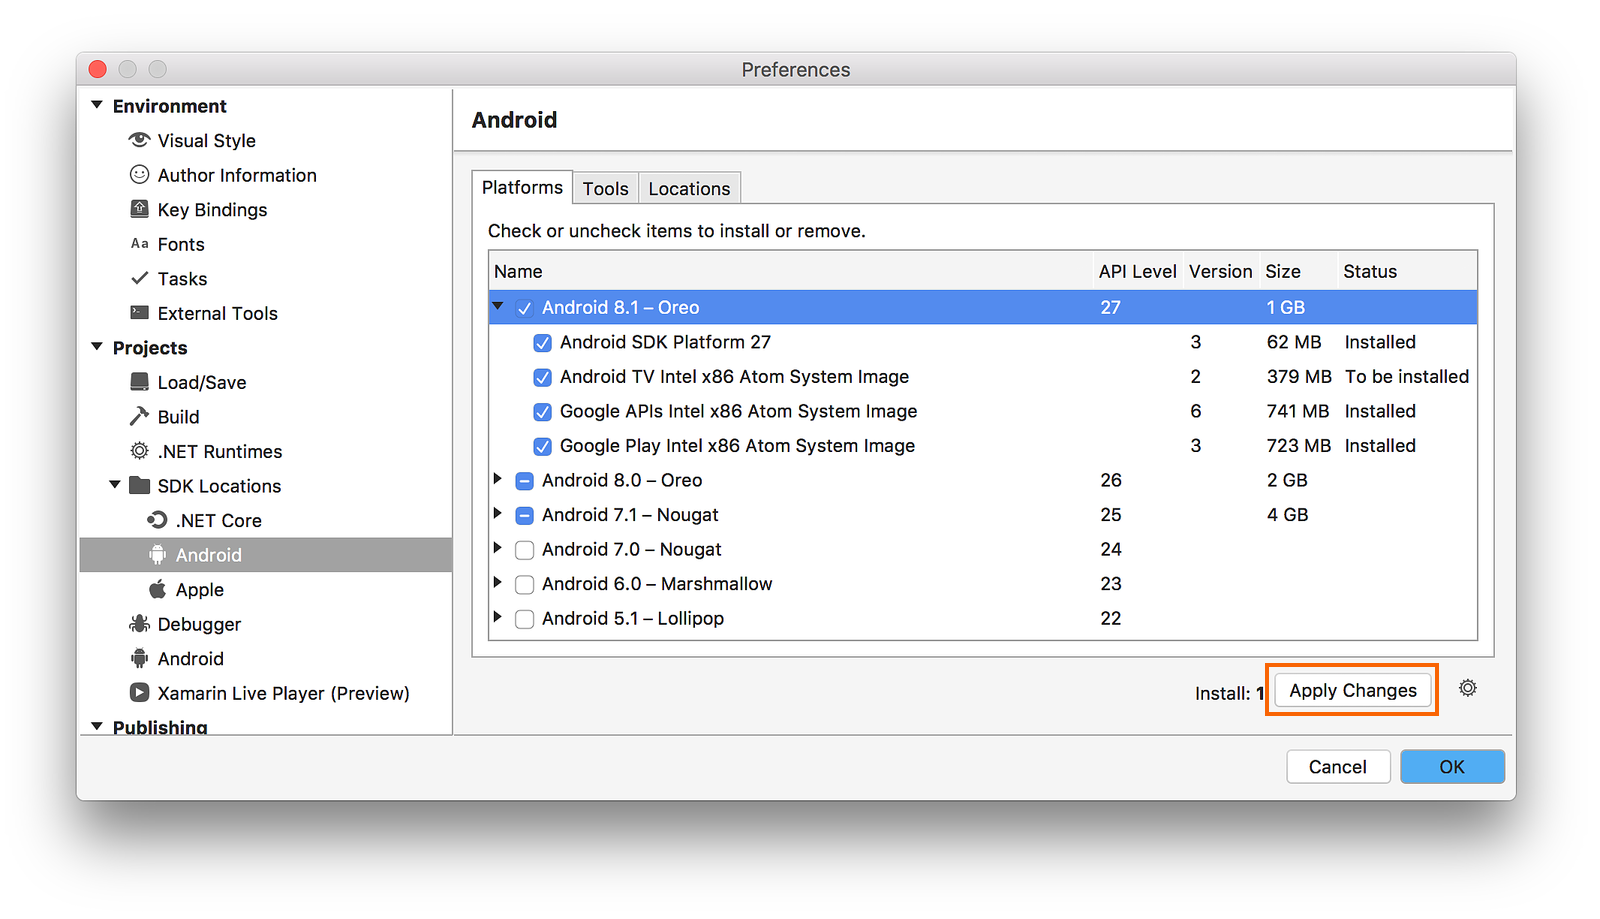 Preferences
Environment
Visual Style
Author Information
Key Bindings
Aa Fonts
Tasks
External Tools
Projects
Load/Save
Build
.NET Runtimes
SDK Locations
.NET Core
Android
Apple
Debugger
Android
Xamarin Live Player (Preview)
Publishing
Android
Platforms Tools Locations
Check or uncheck items to install or remove.
Name API Level Version Size Status
Android 8.1 – Oreo 27 1 GB
Android SDK Platform 27 3 62 MB Installed
Android TV Intel x86 Atom System Image 2 379 MB To be installed
Google APIs Intel x86 Atom System Image 6 741 MB Installed
Google Play Intel x86 Atom System Image 3 723 MB Installed
Android 8.0 – Oreo 26 2 GB
Android 7.1 – Nougat 25 4 GB
Android 7.0 – Nougat 24
Android 6.0 – Marshmallow 23
Android 5.1 – Lollipop 22
Install: 1 Apply Changes
Cancel OK